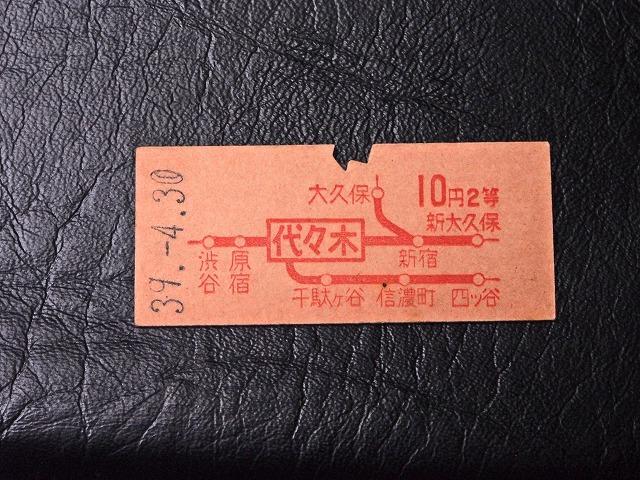 39.-4.30
大久保
10円2等
新大久保
代々木
渋谷
原宿
新宿
千駄ヶ谷
信濃町
四ッ谷